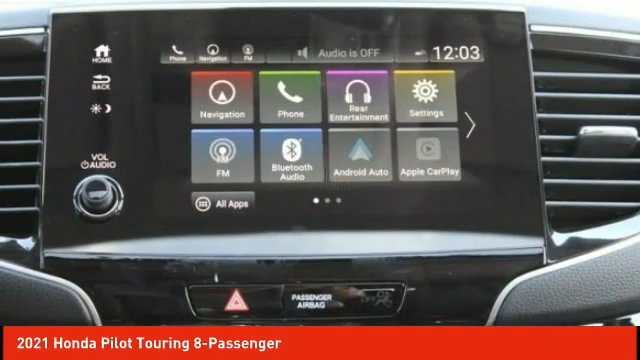 Phone Navigation FM Audio is OFF 12:03
HOME
BACK
Navigation Phone Rear Entertainment Settings
FM Bluetooth Audio Android Auto Apple CarPlay
VOL
AUDIO
All Apps
PASSENGER
AIRBAG OFF
2021 Honda Pilot Touring 8-Passenger